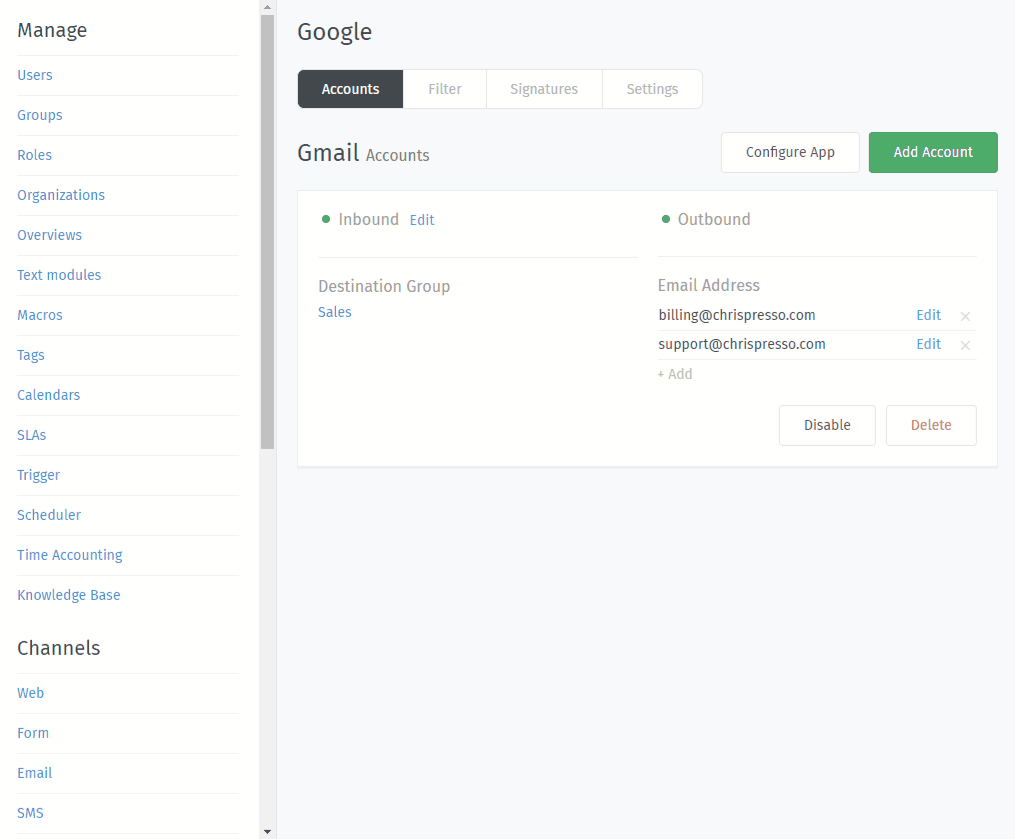 Manage
Users
Groups
Roles
Organizations
Overviews
Text modules
Macros
Tags
Calendars
SLAs
Trigger
Scheduler
Time Accounting
Knowledge Base
Channels
Web
Form
Email
SMS
Google
Accounts Filter Signatures Settings
Gmail Accounts
Configure App Add Account
Inbound Edit
Destination Group
Sales
Outbound
Email Address
billing@chrispresso.com Edit ×
support@chrispresso.com Edit ×
+ Add
Disable Delete